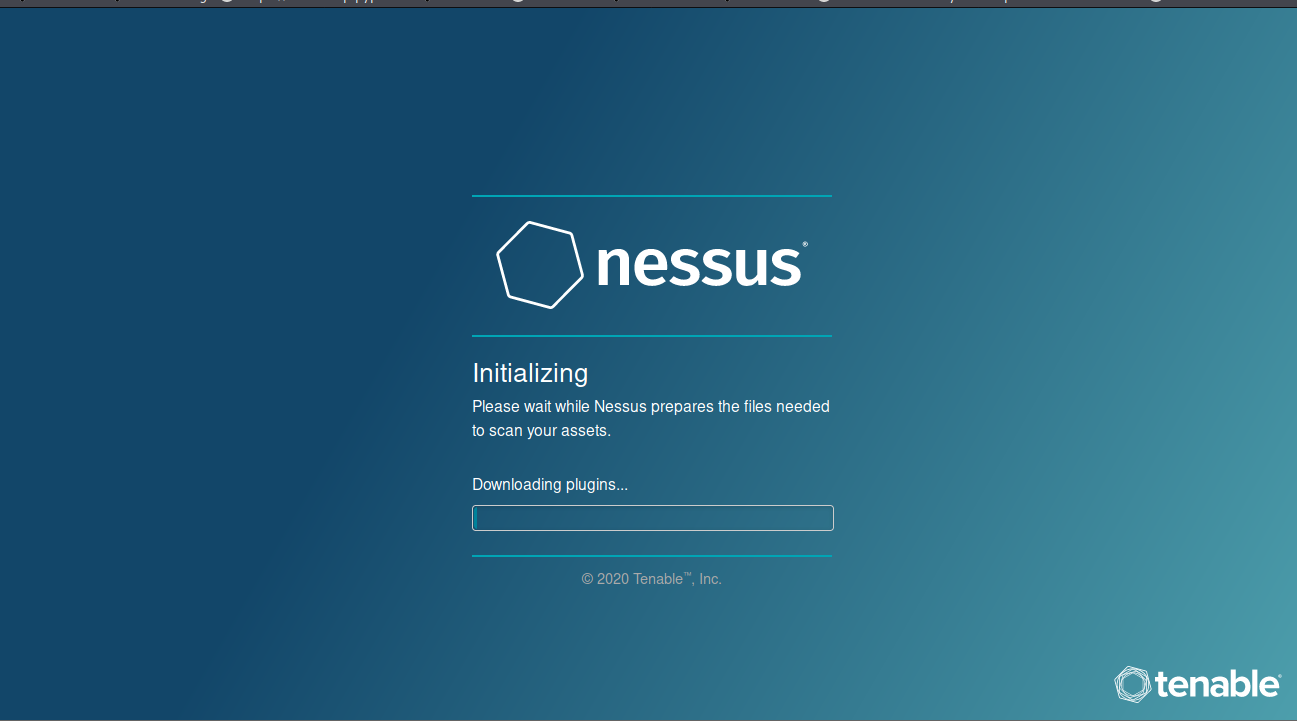 nessus®
Initializing
Please wait while Nessus prepares the files needed
to scan your assets.
Downloading plugins...
© 2020 Tenable™, Inc.
tenable®